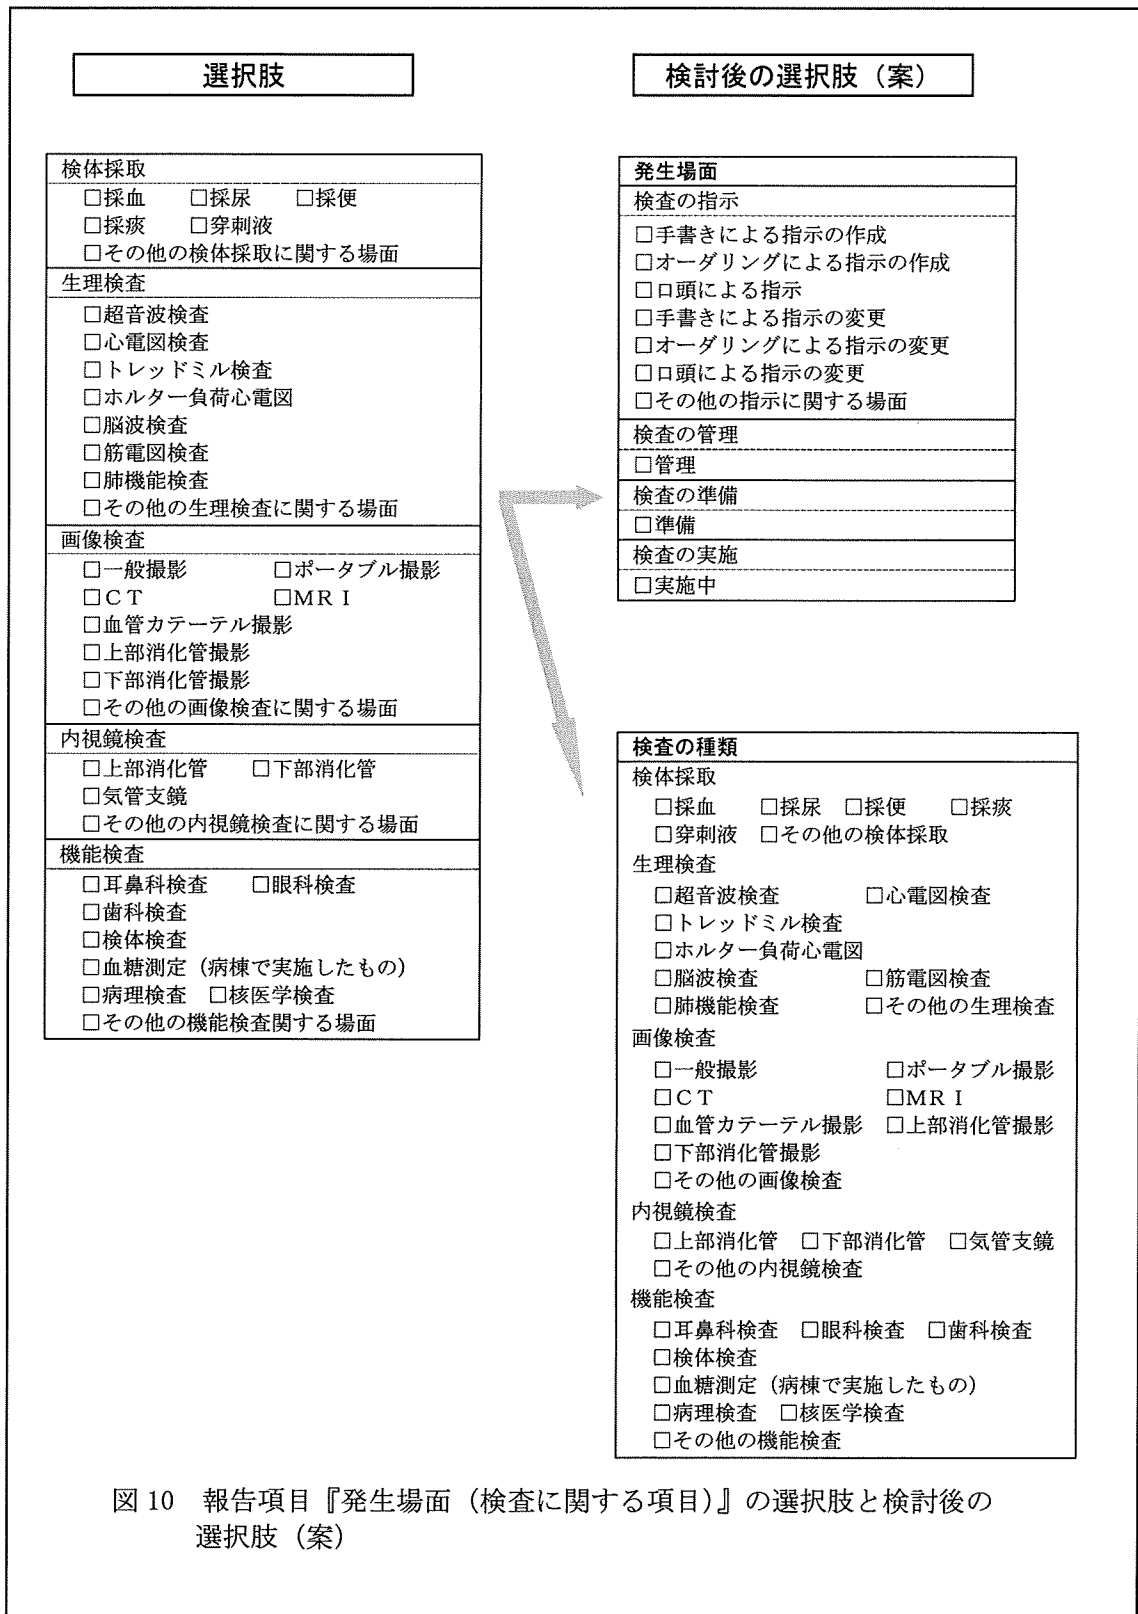 選択肢
検体採取
□採血 □採尿 □採便
□採痰 □穿刺液
□その他の検体採取に関する場面
生理検査
□超音波検査
□心電図検査
□トレッドミル検査
□ホルター負荷心電図
□脳波検査
□筋電図検査
□肺機能検査
□その他の生理検査に関する場面
画像検査
□一般撮影 □ポータブル撮影
□ＣＴ □ＭＲＩ
□血管カテーテル撮影
□上部消化管撮影
□下部消化管撮影
□その他の画像検査に関する場面
内視鏡検査
□上部消化管 □下部消化管
□気管支鏡
□その他の内視鏡検査に関する場面
機能検査
□耳鼻科検査 □眼科検査
□歯科検査
□検体検査
□血糖測定（病棟で実施したもの）
□病理検査 □核医学検査
□その他の機能検査関する場面
検討後の選択肢（案）
発生場面
検査の指示
□手書きによる指示の作成
□オーダリングによる指示の作成
□口頭による指示
□手書きによる指示の変更
□オーダリングによる指示の変更
□口頭による指示の変更
□その他の指示に関する場面
検査の管理
□管理
検査の準備
□準備
検査の実施
□実施中
検査の種類
検体採取
□採血 □採尿 □採便 □採痰
□穿刺液 □その他の検体採取
生理検査
□超音波検査 □心電図検査
□トレッドミル検査
□ホルター負荷心電図
□脳波検査 □筋電図検査
□肺機能検査 □その他の生理検査
画像検査
□一般撮影 □ポータブル撮影
□ＣＴ □ＭＲＩ
□血管カテーテル撮影 □上部消化管撮影
□下部消化管撮影
□その他の画像検査
内視鏡検査
□上部消化管 □下部消化管 □気管支鏡
□その他の内視鏡検査
機能検査
□耳鼻科検査 □眼科検査 □歯科検査
□検体検査
□血糖測定（病棟で実施したもの）
□病理検査 □核医学検査
□その他の機能検査
図10 報告項目『発生場面（検査に関する項目）』の選択肢と検討後の
選択肢（案）